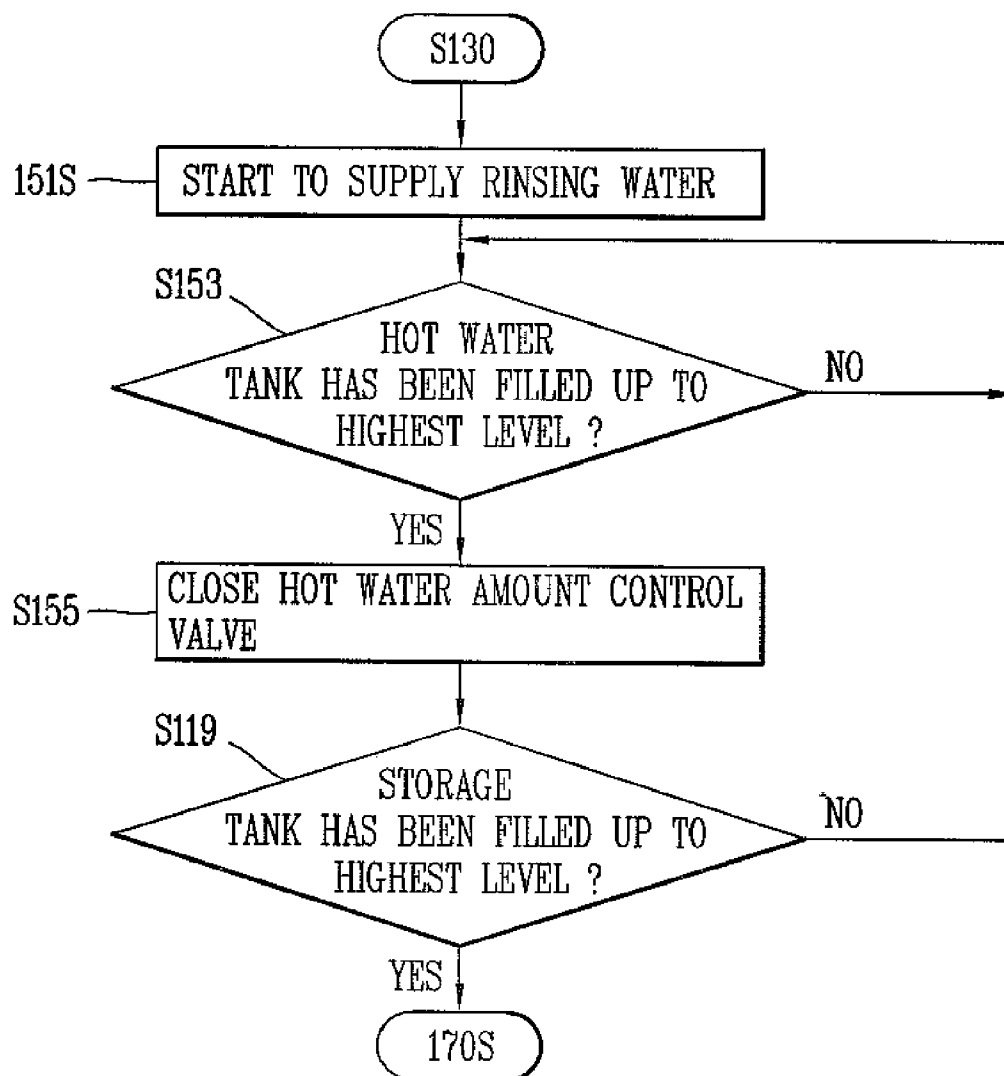 S130
151S
START TO SUPPLY RINSING WATER
S153
HOT WATER
TANK HAS BEEN FILLED UP TO
HIGHEST LEVEL ?
NO
YES
S155
CLOSE HOT WATER AMOUNT CONTROL
VALVE
S119
STORAGE
TANK HAS BEEN FILLED UP TO
HIGHEST LEVEL ?
NO
YES
170S